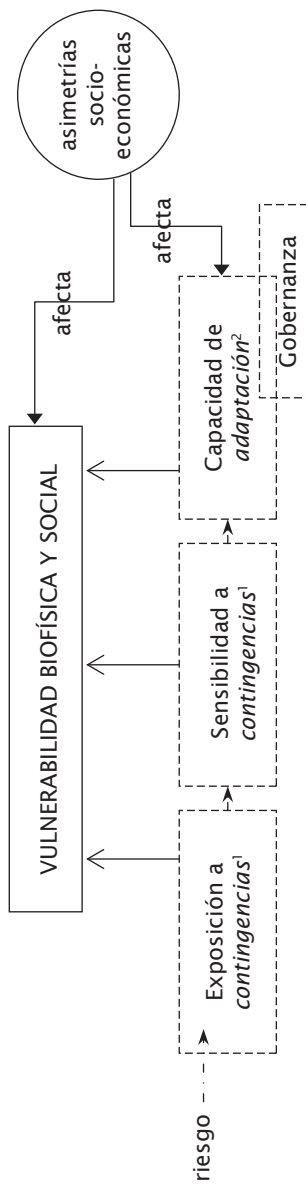 asimetrías
socio-
económicas
afecta
afecta
VULNERABILIDAD BIOFÍSICA Y SOCIAL
riesgo
Exposición a
contingencias¹
Sensibilidad a
contingencias¹
Capacidad de
adaptación²
Gobernanza